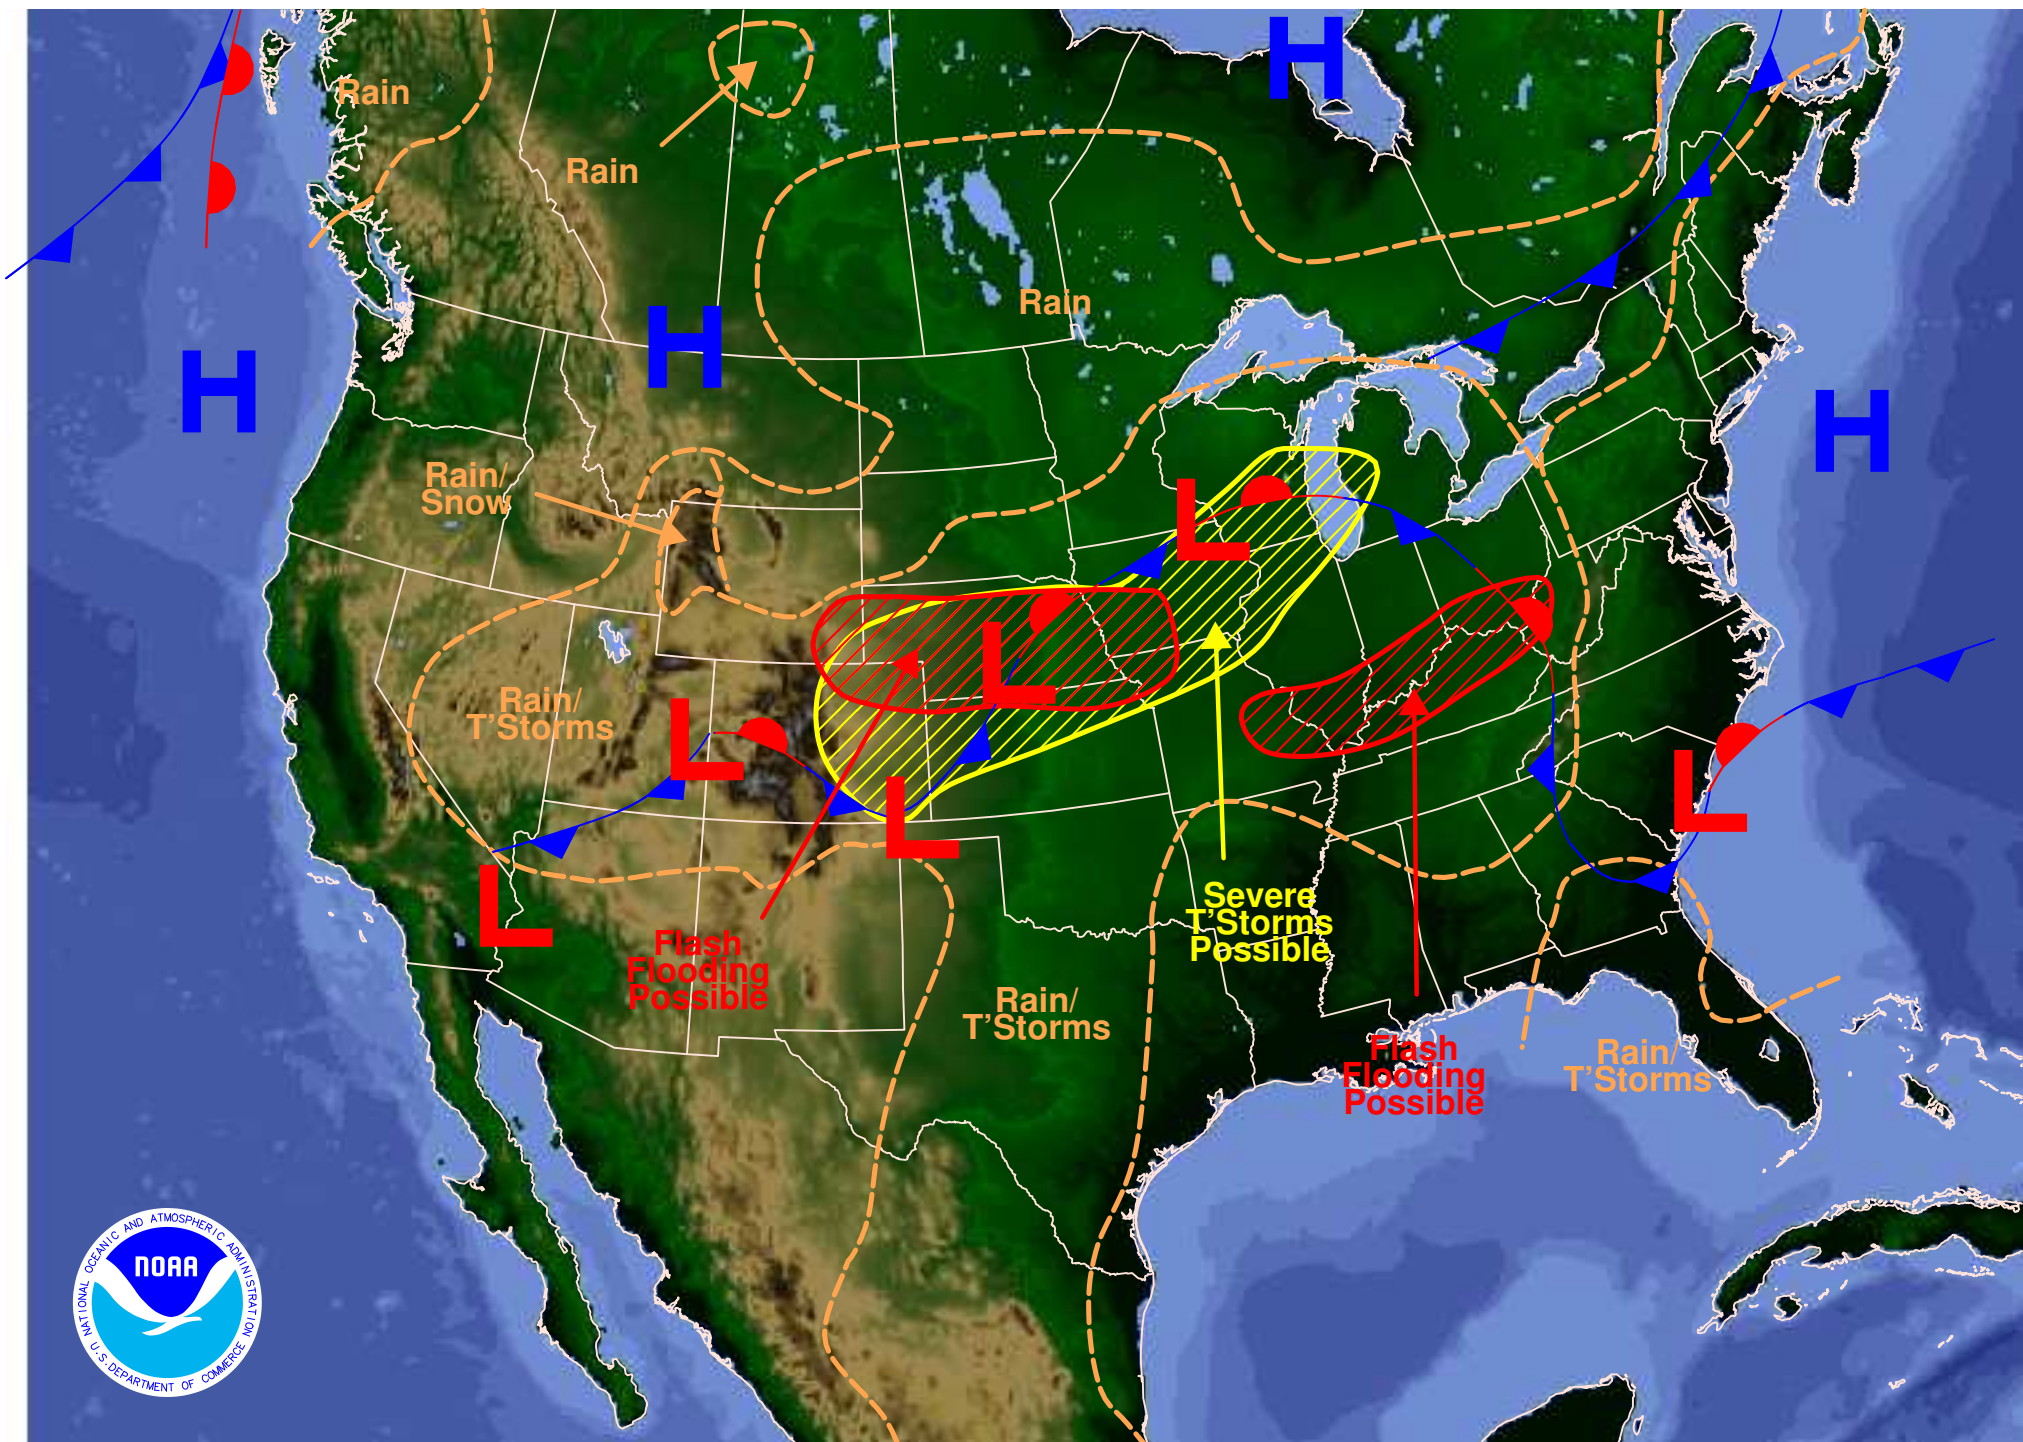 H
Rain
Rain
Rain
H
H
H
Rain/
Snow
L
L
Rain/
T'Storms
L
L
L
L
L
Severe
T'Storms
Possible
Flash
Flooding
Possible
Rain/
T'Storms
Flash
Flooding
Possible
Rain/
T'Storms
NATIONAL OCEANIC AND ATMOSPHERIC ADMINISTRATION
NOAA
U.S. DEPARTMENT OF COMMERCE